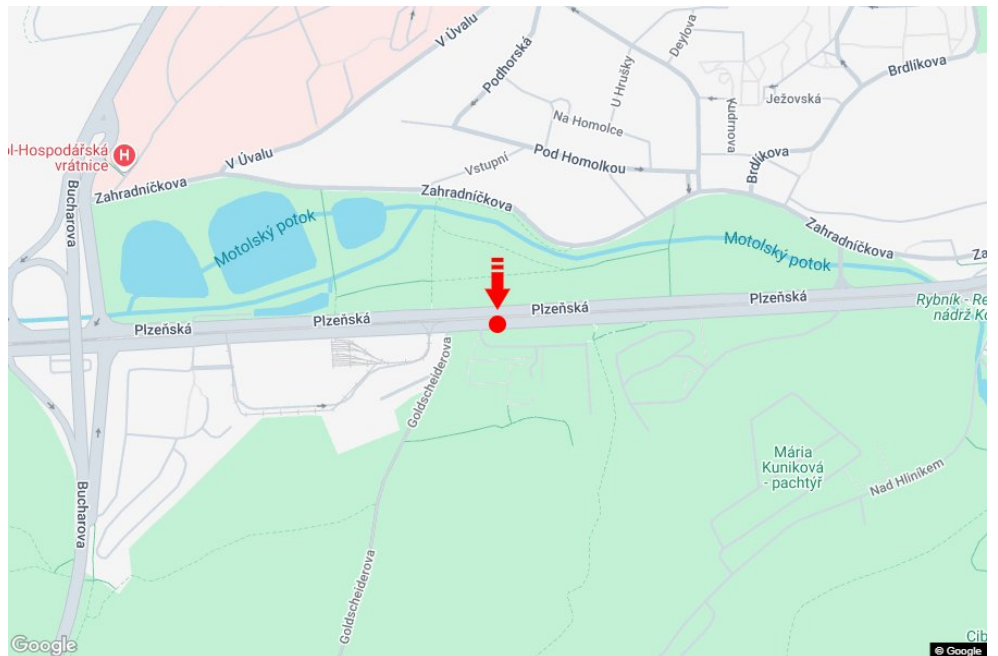 V Úvalu
Podhorská
Deylova
U Hrušky
Brdlíkova
Ježovská
Kudrnova
Na Homolce
ol-Hospodářská
vrátnice
H
V Úvalu
Vstupní
Pod Homolkou
Brdlíkova
Bucharova
Zahradníčkova
Zahradníčkova
Zahradníčkova
Motolský potok
Motolský potok
Za
Plzeňská
Plzeňská
Plzeňská
Plzeňská
Rybník - Re
nádrž Ko
Goldscheiderova
Mária
Kuniková
- pachtýř
Nad Hliníkem
Bucharova
Goldscheiderova
Cib
Google
© Google